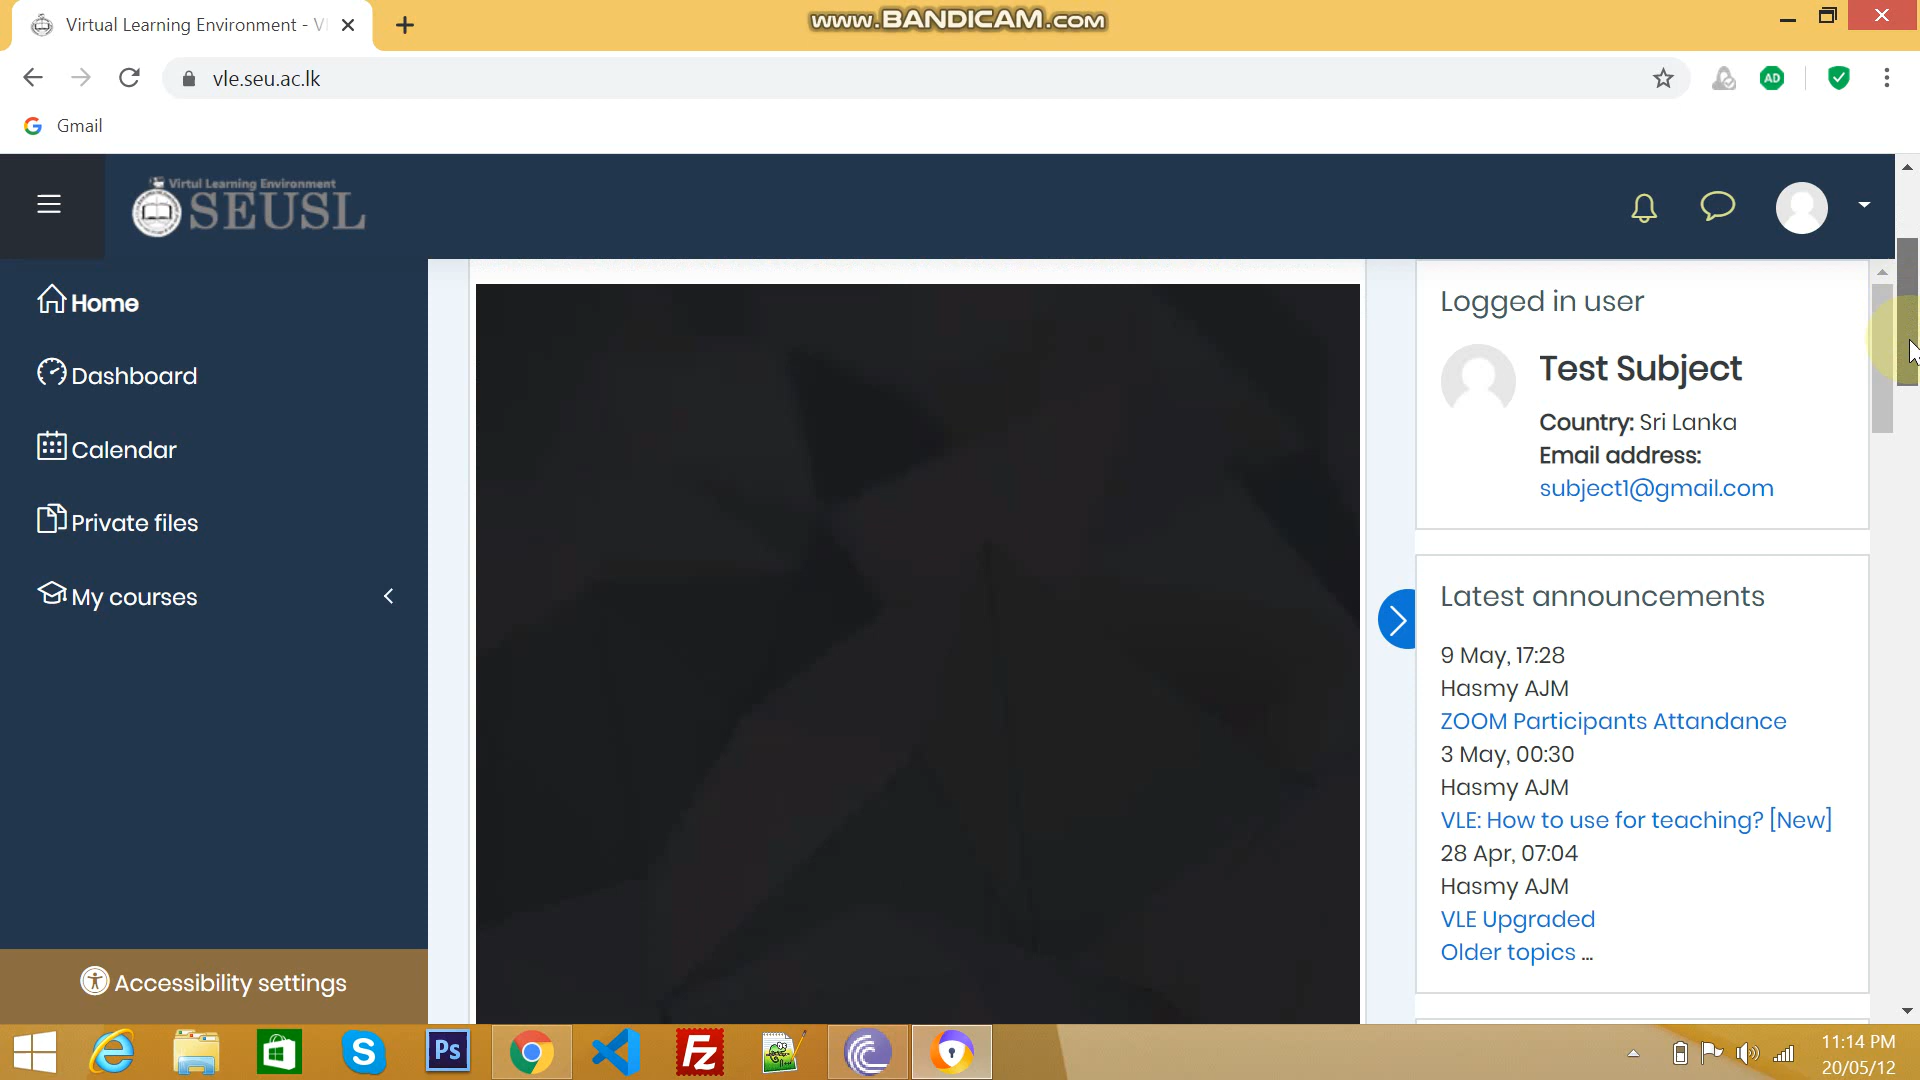 Virtual Learning Environment - V
www.BANDICAM.com
vle.seu.ac.lk
AD
Gmail
Virtul Learning Environment
SEUSL
Home
Dashboard
Calendar
Private files
My courses
Accessibility settings
Logged in user
Test Subject
Country: Sri Lanka
Email address:
subject1@gmail.com
Latest announcements
9 May, 17:28
Hasmy AJM
ZOOM Participants Attandance
3 May, 00:30
Hasmy AJM
VLE: How to use for teaching? [New]
28 Apr, 07:04
Hasmy AJM
VLE Upgraded
Older topics ...
Ps
Fz
11:14 PM
20/05/12